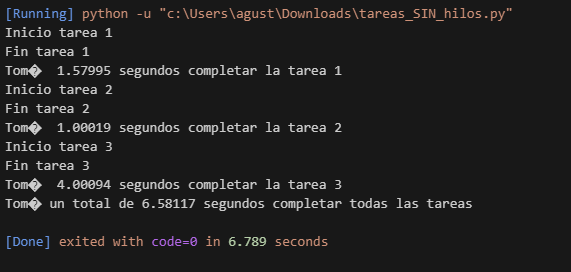 [Running] python -u "c:\Users\agust\Downloads\tareas_SIN_hilos.py"
Inicio tarea 1
Fin tarea 1
Tom�  1.57995 segundos completar la tarea 1
Inicio tarea 2
Fin tarea 2
Tom�  1.00019 segundos completar la tarea 2
Inicio tarea 3
Fin tarea 3
Tom�  4.00094 segundos completar la tarea 3
Tom� un total de 6.58117 segundos completar todas las tareas
[Done] exited with code=0 in 6.789 seconds